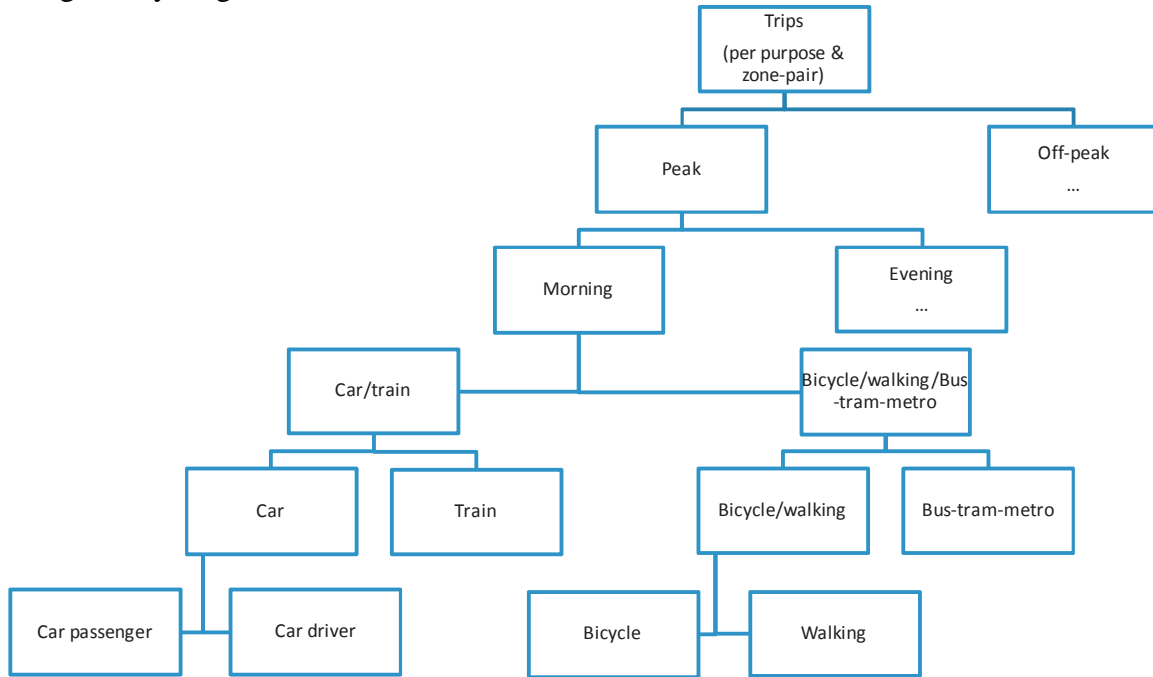 Trips
(per purpose &
zone-pair)
Peak
Off-peak
...
Morning
Evening
...
Car/train
Bicycle/walking/Bus
-tram-metro
Car
Train
Bicycle/walking
Bus-tram-metro
Car passenger
Car driver
Bicycle
Walking